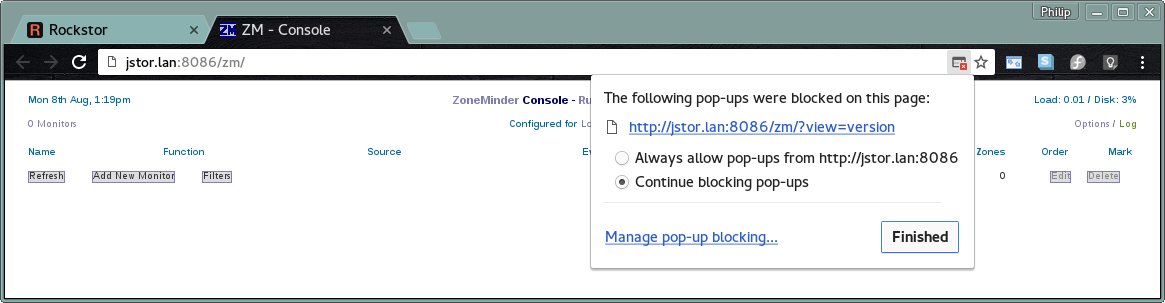 Philip
Rockstor
ZM - Console
jstor.lan:8086/zm/
Mon 8th Aug, 1:19pm
ZoneMinder Console - Ru
Load: 0.01 / Disk: 3%
0 Monitors
Configured for Lo
Options / Log
Name Function Source Ev Zones Order Mark
Refresh Add New Monitor Filters 0 Edit Delete
The following pop-ups were blocked on this page:
http://jstor.lan:8086/zm/?view=version
Always allow pop-ups from http://jstor.lan:8086
Continue blocking pop-ups
Manage pop-up blocking...
Finished